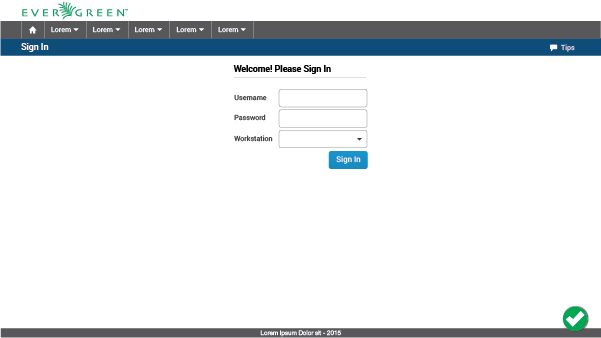 EVERGREEN™
Lorem Lorem Lorem Lorem Lorem
Sign In Tips
Welcome! Please Sign In
Username
Password
Workstation
Sign In
Lorem Ipsum Dolor sit - 2015